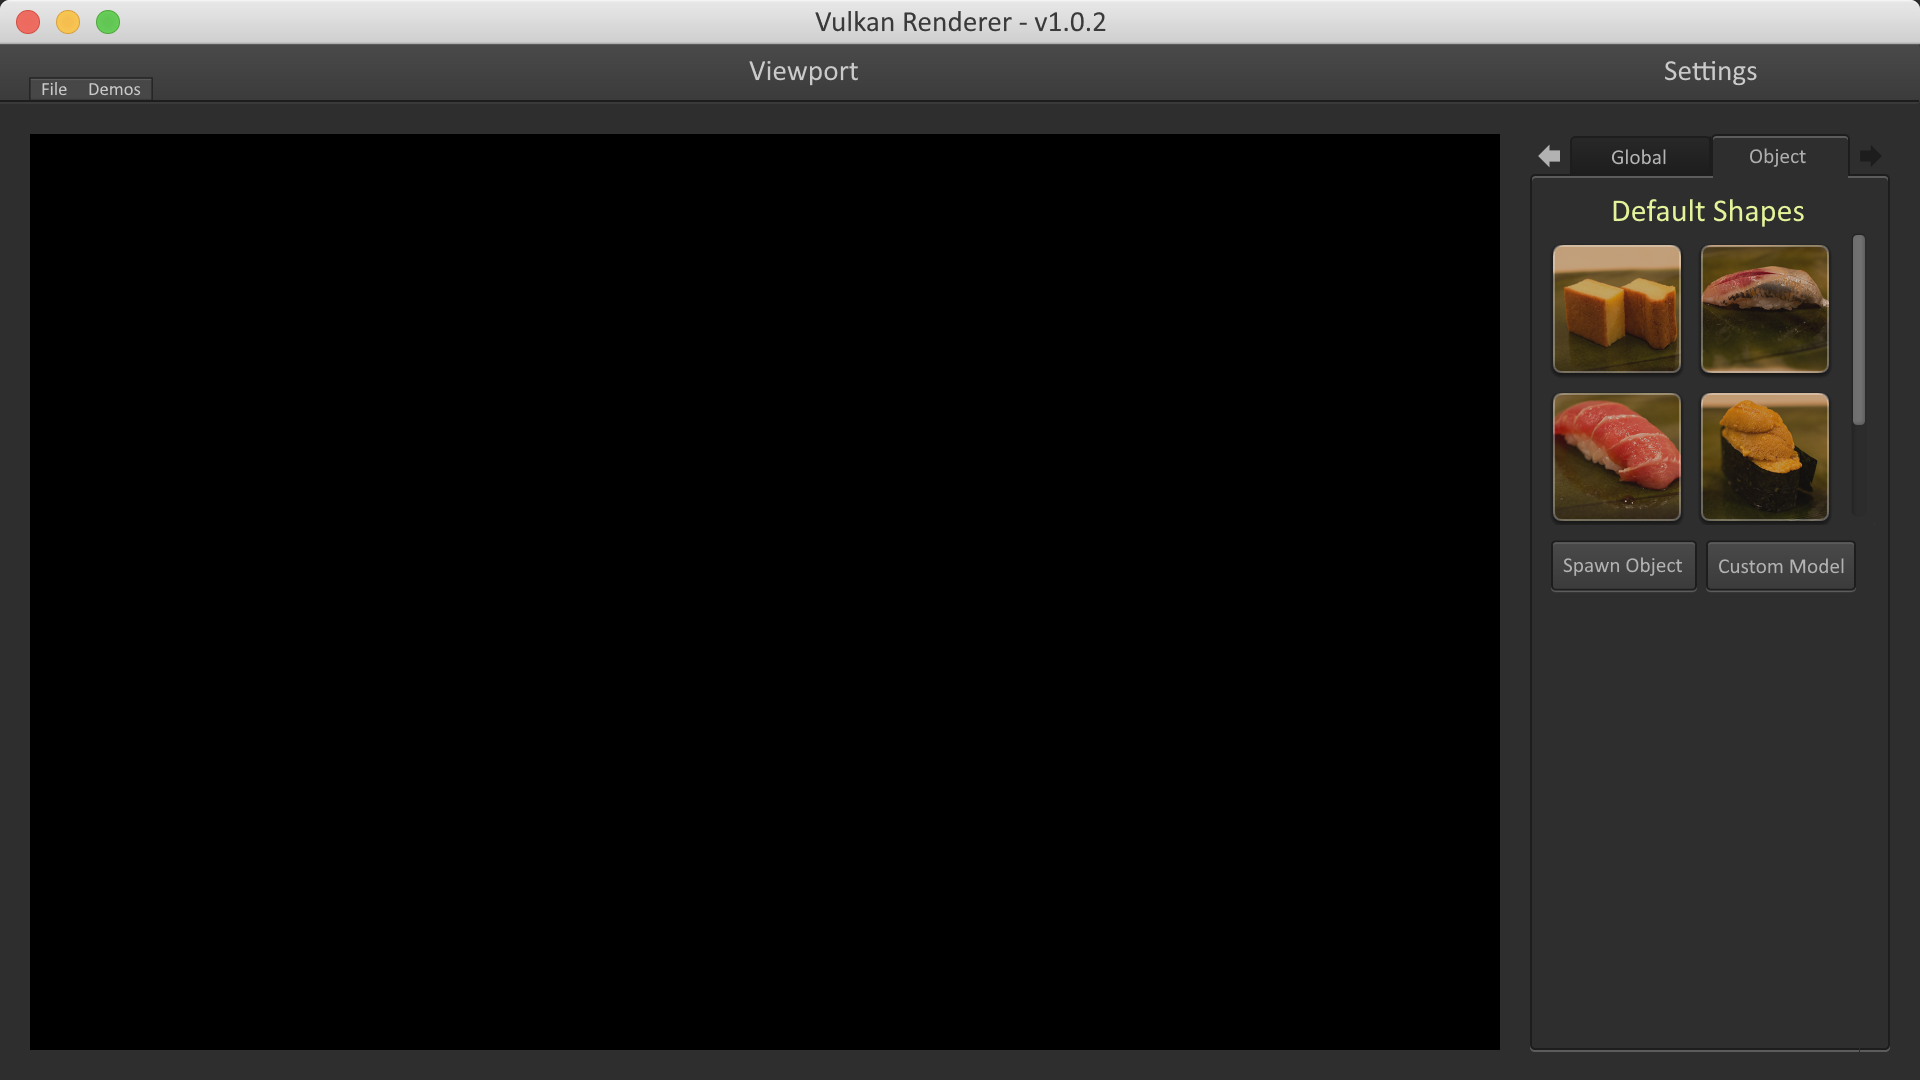 Vulkan Renderer - v1.0.2
Viewport
Settings
File Demos
Global Object
Default Shapes
Spawn Object Custom Model